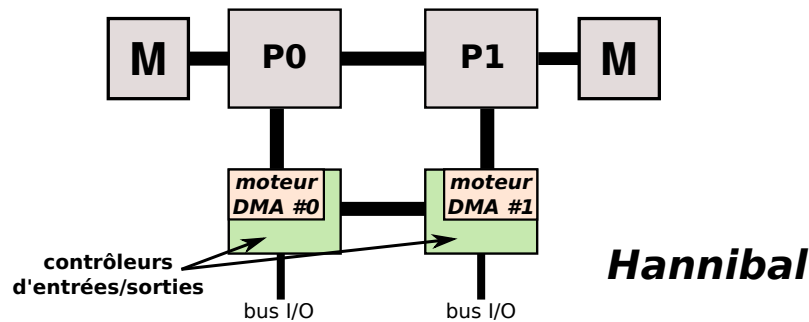 M
P0
P1
M
moteur
DMA #0
moteur
DMA #1
contrôleurs
d'entrées/sorties
Hannibal
bus I/O
bus I/O